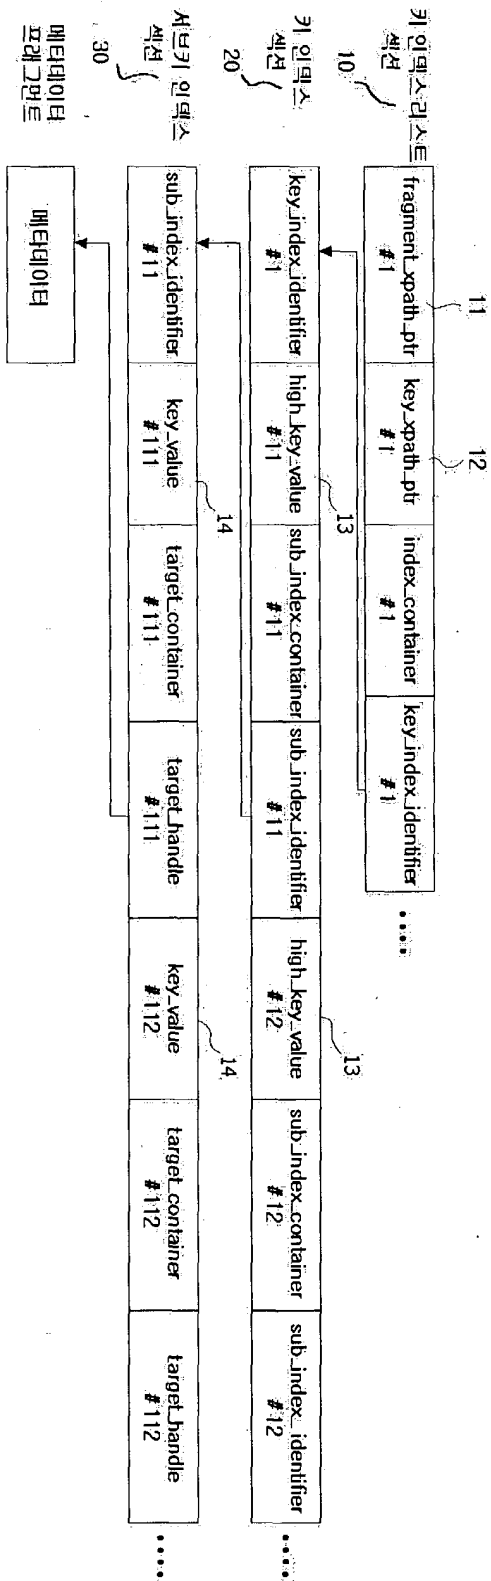 키 인덱스 리스트
섹션
10
11
12
fragment_xpath_ptr
#1
key_xpath_ptr
#1
index_container
#1
key_index_identifier
#1
....
키 인덱스
섹션
20
13
13
key_index_identifier
#1
high_key_value
#11
sub_index_container
#11
sub_index_identifier
#11
high_key_value
#12
sub_index_container
#12
sub_index_identifier
#12
....
서브키 인덱스
섹션
30
14
14
sub_index_identifier
#11
key_value
#111
target_container
#111
target_handle
#111
key_value
#112
target_container
#112
target_handle
#112
....
메타데이터
프래그먼트
메타데이터